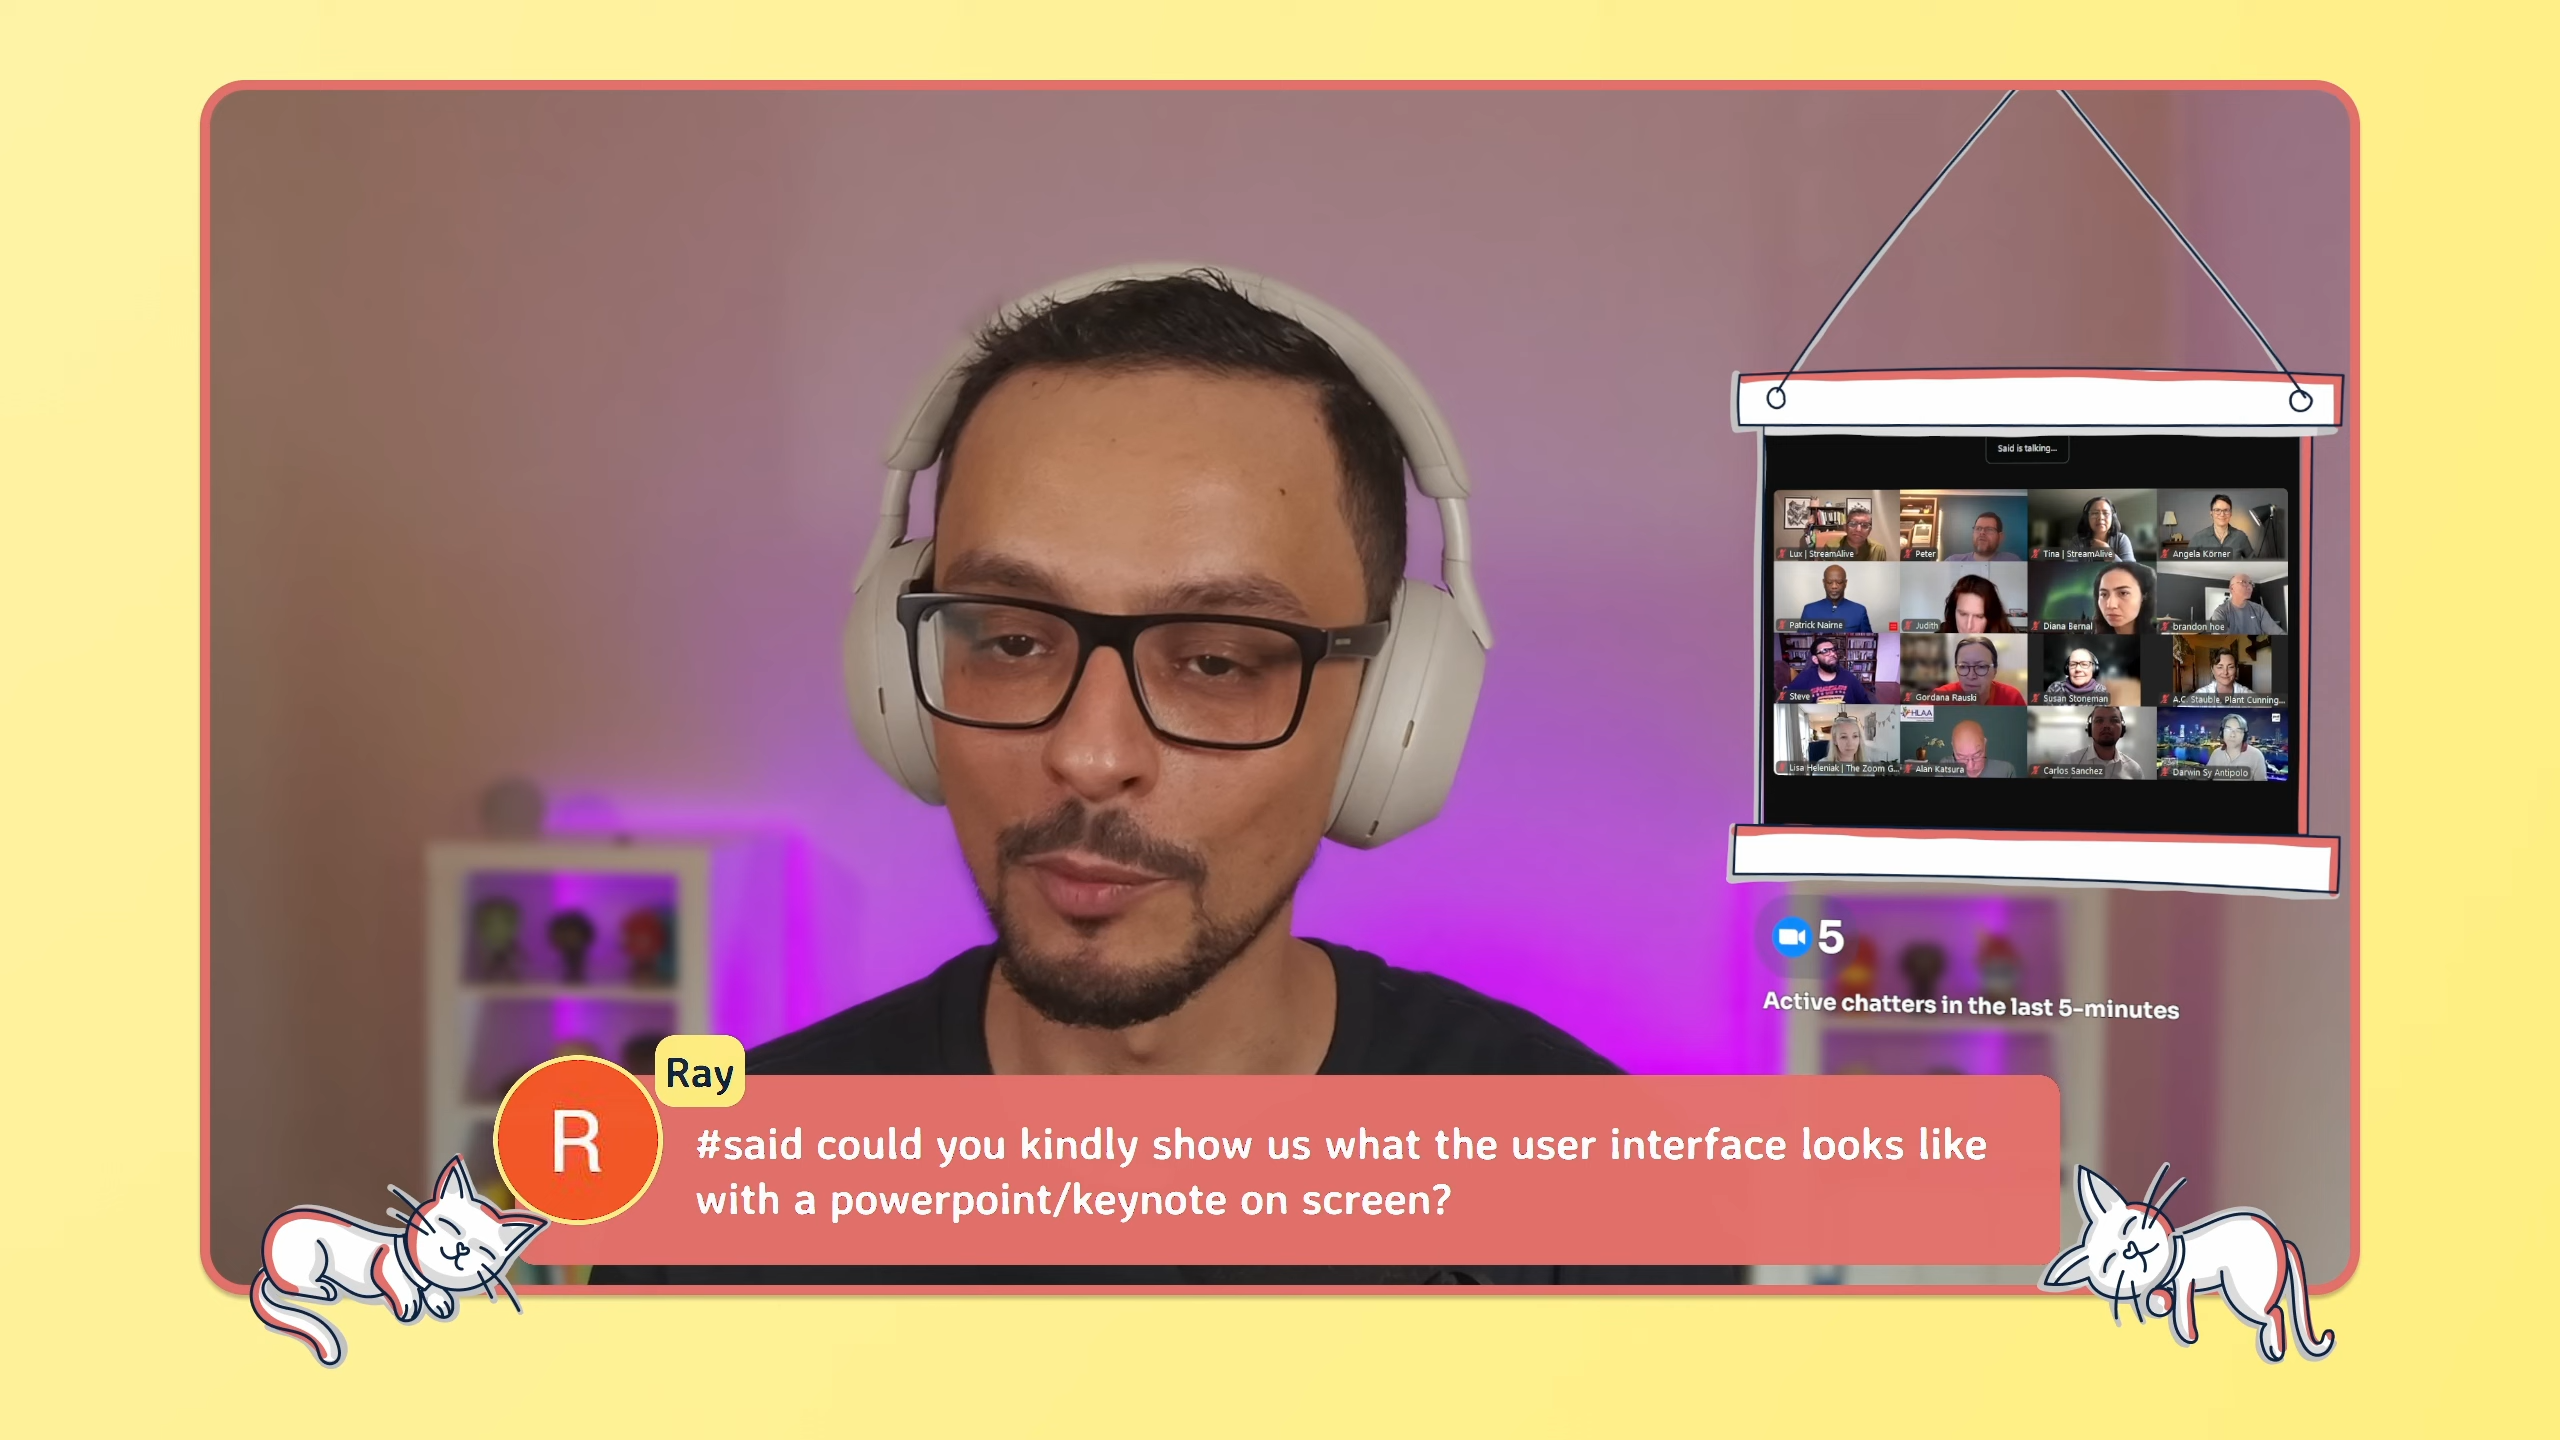 Said is talking...
Lux | StreamAlive
Peter
Tina | StreamAlive
Angela Körner
Patrick Nairne
Judith
Diana Bernal
brandon hoe
Steve
Gordana Rauski
Susan Stoneman
A.C. Stauble, Plant Cunning...
HLAA
Lisa Heleniak | The Zoom G...
Alan Katsura
Carlos Sanchez
Darwin Sy Antipolo
5
Active chatters in the last 5-minutes
Ray
R
#said could you kindly show us what the user interface looks like
with a powerpoint/keynote on screen?